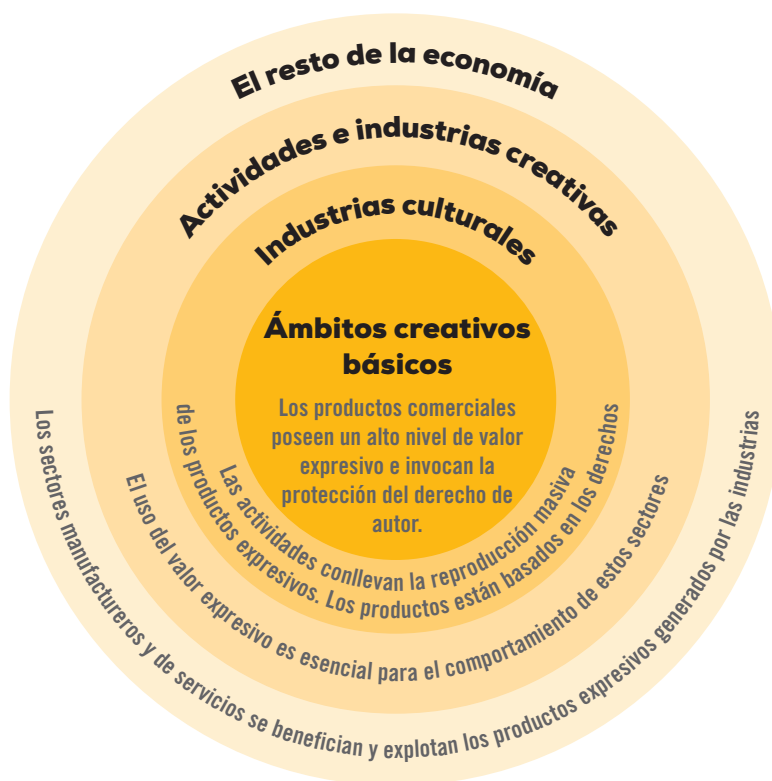 El resto de la economía
Actividades e industrias creativas
Industrias culturales
Ámbitos creativos
básicos
Los productos comerciales
poseen un alto nivel de valor
expresivo e invocan la
protección del derecho de
autor.
Las actividades conllevan la reproducción masiva
de los productos expresivos. Los productos están basados en los derechos
El uso del valor expresivo es esencial para el comportamiento de estos sectores
Los sectores manufactureros y de servicios se benefician y explotan los productos expresivos generados por las industrias